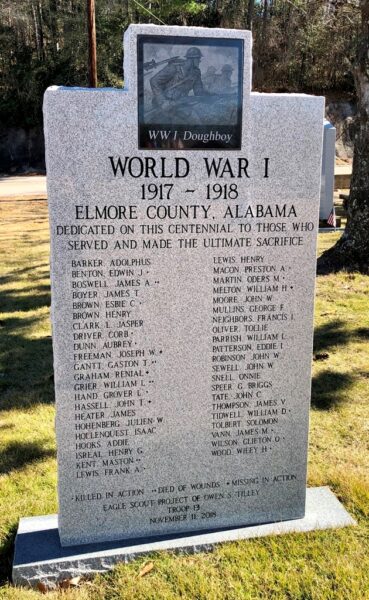 WW I Doughboy
WORLD WAR I
1917 ~ 1918
ELMORE COUNTY, ALABAMA
DEDICATED ON THIS CENTENNIAL TO THOSE WHO
SERVED AND MADE THE ULTIMATE SACRIFICE
BARKER, ADOLPHUS
BENTON, EDWIN J.
BOSWELL, JAMES A.
BOYER, JAMES T.
BROWN, ESBIE C.
BROWN, HENRY
CLARK, L. JASPER
DRIVER, CORB
DUNN, AUBREY
FREEMAN, JOSEPH W.
GANTT, GASTON T.
GRAHAM, RENIAL
GRIER, WILLIAM L.
HAND, GROVER L.
HASSELL, JOHN T.
HEATER, JAMES
HOHENBERG, JULIEN W.
HOLLENQUEST, ISAAC
HOOKS, ADDIE
ISREAL, HENRY G.
KENT, MASTON
LEWIS, FRANK A.
LEWIS, HENRY
MACON, PRESTON A.
MARTIN, ODERS M.
MELTON, WILLIAM H.
MOORE, JOHN W.
MULLINS, GEORGE F.
NEIGHBORS, FRANCIS I.
OLIVER, TOLLIE
PARRISH, WILLIAM L.
PATTERSON, EDDIE I.
ROBINSON, JOHN W.
SEWELL, JOHN W.
SNELL, ONNIE
SPEER, G. BRIGGS
TATE, JOHN C.
THOMPSON, JAMES V.
TIDWELL, WILLIAM D.
TOLBERT, SOLOMON
VANN, JAMES M.
WILSON, CLIFTON O.
WOOD, WILEY H.
*KILLED IN ACTION **DIED OF WOUNDS *MISSING IN ACTION
EAGLE SCOUT PROJECT OF OWEN S. TILLEY
TROOP 13
NOVEMBER 11, 2018